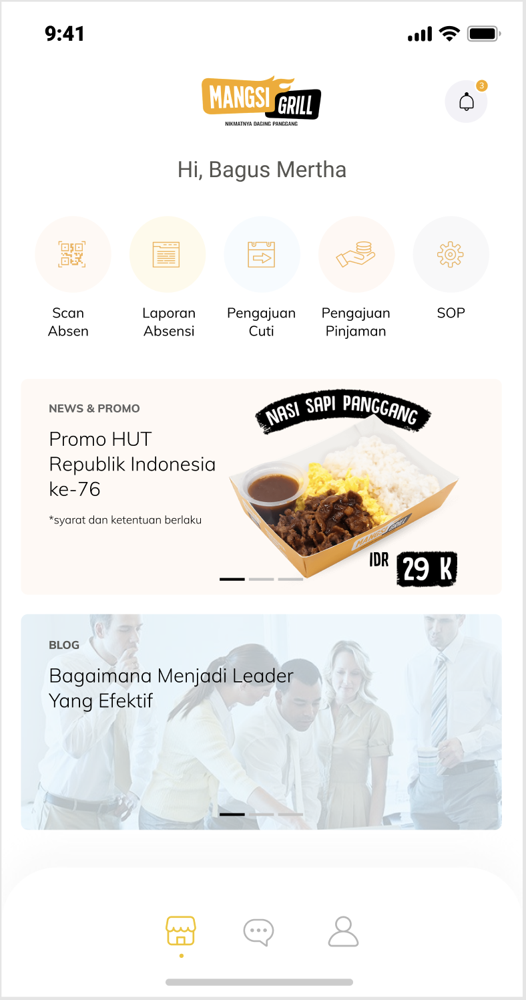 9:41
MANGSI
GRILL
NIKMATNYA DAGING PANGGANG
3
Hi, Bagus Mertha
Scan
Absen
Laporan
Absensi
Pengajuan
Cuti
Pengajuan
Pinjaman
SOP
NEWS & PROMO
Promo HUT
Republik Indonesia
ke-76
*syarat dan ketentuan berlaku
NASI SAPI PANGGANG
MANGSI GRILL
IDR 29 K
BLOG
Bagaimana Menjadi Leader
Yang Efektif